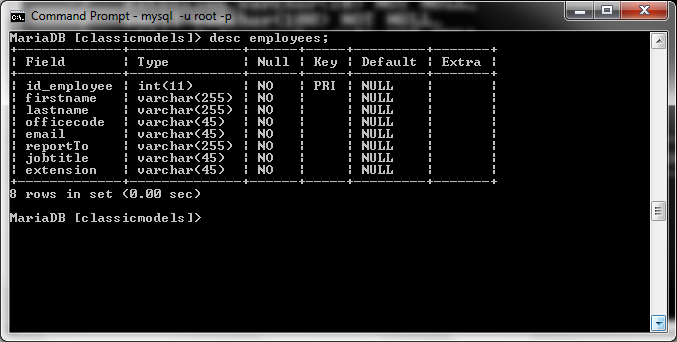 Command Prompt - mysql -u root -p
MariaDB [classicmodels]> desc employees;
+-------------+--------------+------+-----+---------+-------+
| Field       | Type         | Null | Key | Default | Extra |
+-------------+--------------+------+-----+---------+-------+
| id_employee | int(11)      | NO   | PRI | NULL    |       |
| firstname   | varchar(255) | NO   |     | NULL    |       |
| lastname    | varchar(255) | NO   |     | NULL    |       |
| officecode  | varchar(45)  | NO   |     | NULL    |       |
| email       | varchar(45)  | NO   |     | NULL    |       |
| reportTo    | varchar(255) | NO   |     | NULL    |       |
| jobtitle    | varchar(45)  | NO   |     | NULL    |       |
| extension   | varchar(45)  | NO   |     | NULL    |       |
+-------------+--------------+------+-----+---------+-------+
8 rows in set (0.00 sec)
MariaDB [classicmodels]>